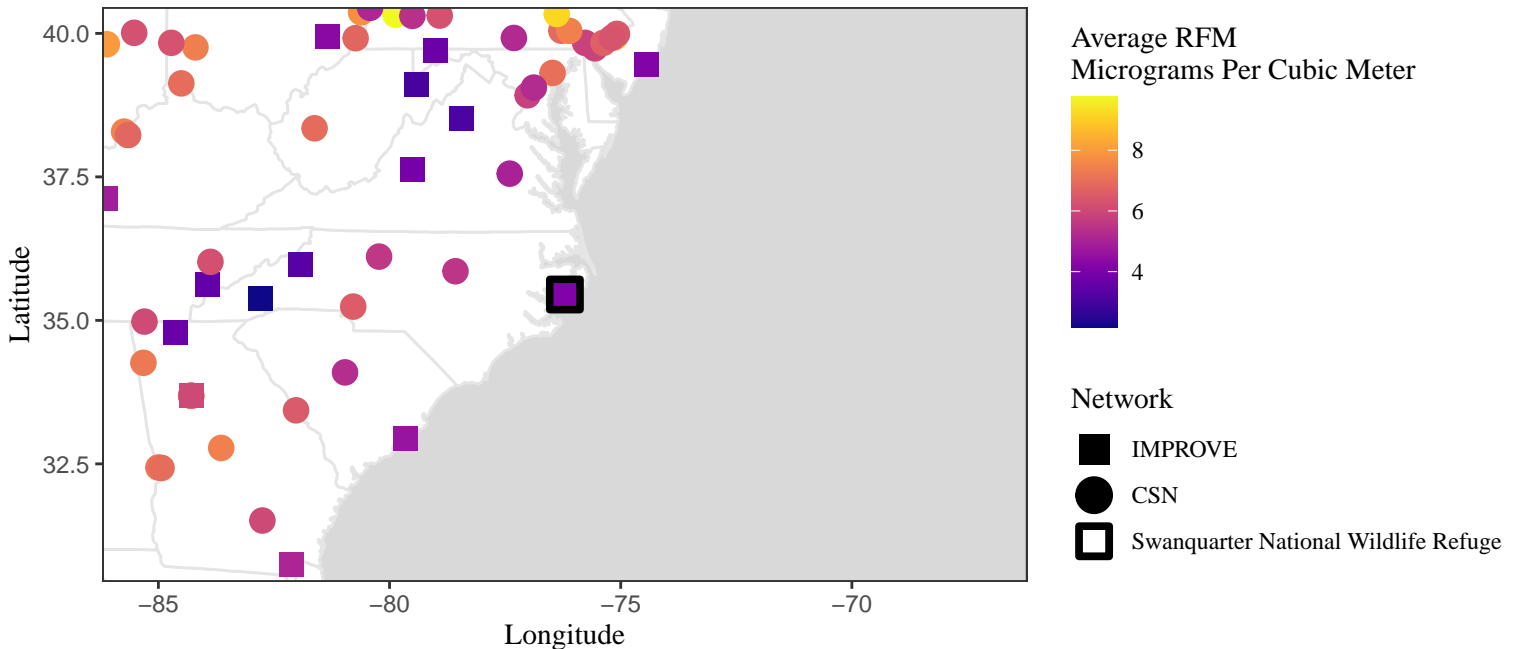 40.0
37.5
35.0
32.5
Latitude
−85
−80
−75
−70
Longitude
Average RFM
Micrograms Per Cubic Meter
8
6
4
Network
IMPROVE
CSN
Swanquarter National Wildlife Refuge